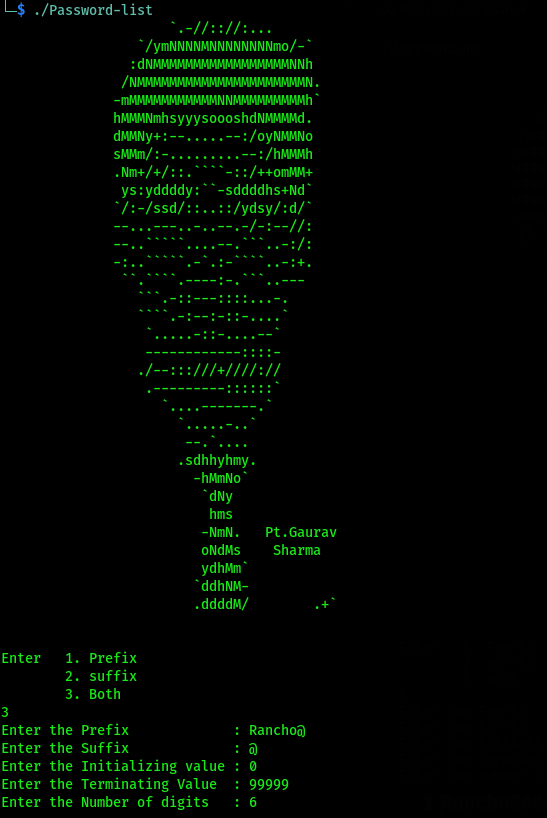 └─$ ./Password-list
`.-//:://:...
`/ymNNNNMNNNNNNNNmo/-`
:dNMMMMMMMMMMMMMMMMMNNh
/NMMMMMMMMMMMMMMMMMMMMMN.
-mMMMMMMMMMMMNNMMMMMMMMMh`
hMMMNmhsyyysoooshdNMMMMd.
dMMNy+:--.....--:/oyNMMNo
sMMm/:-.........--:/hMMMh
.Nm+/+/::.````-::/++omMM+
ys:yddddy:``-sddddhs+Nd`
`/:-/ssd/::..::/ydsy/:d/`
--...---..-..--.-/-:--//:
--..`````....--.```..-:/:
-:..`````.-`.:-````..-:+.
``.````.----:-.```..---
```.-::---::::...-.
````.-:--:-::-....`
`.....-::-....--`
------------::::-
./--:::///+////://
.---------::::::`
`....-------.`
`.....-..`
--.`....
.sdhhyhmy.
-hMmNo`
`dNy
hms
-NmN. Pt.Gaurav
oNdMs Sharma
ydhMm`
`ddhNM-
.ddddM/ .+`
Enter 1. Prefix
2. suffix
3. Both
3
Enter the Prefix : Rancho@
Enter the Suffix : @
Enter the Initializing value : 0
Enter the Terminating Value : 99999
Enter the Number of digits : 6